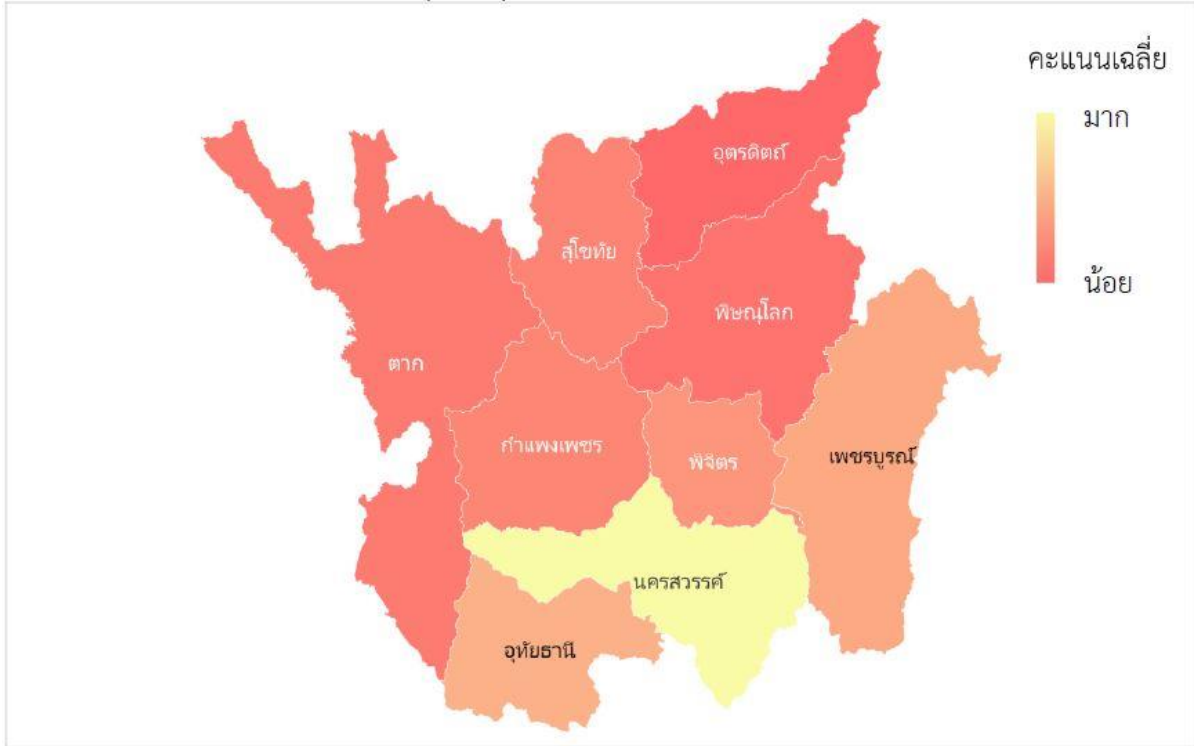 คะแนนเฉลี่ย
มาก
น้อย
อุตรดิตถ์
สุโขทัย
พิษณุโลก
ตาก
กำแพงเพชร
พิจิตร
เพชรบูรณ์
นครสวรรค์
อุทัยธานี